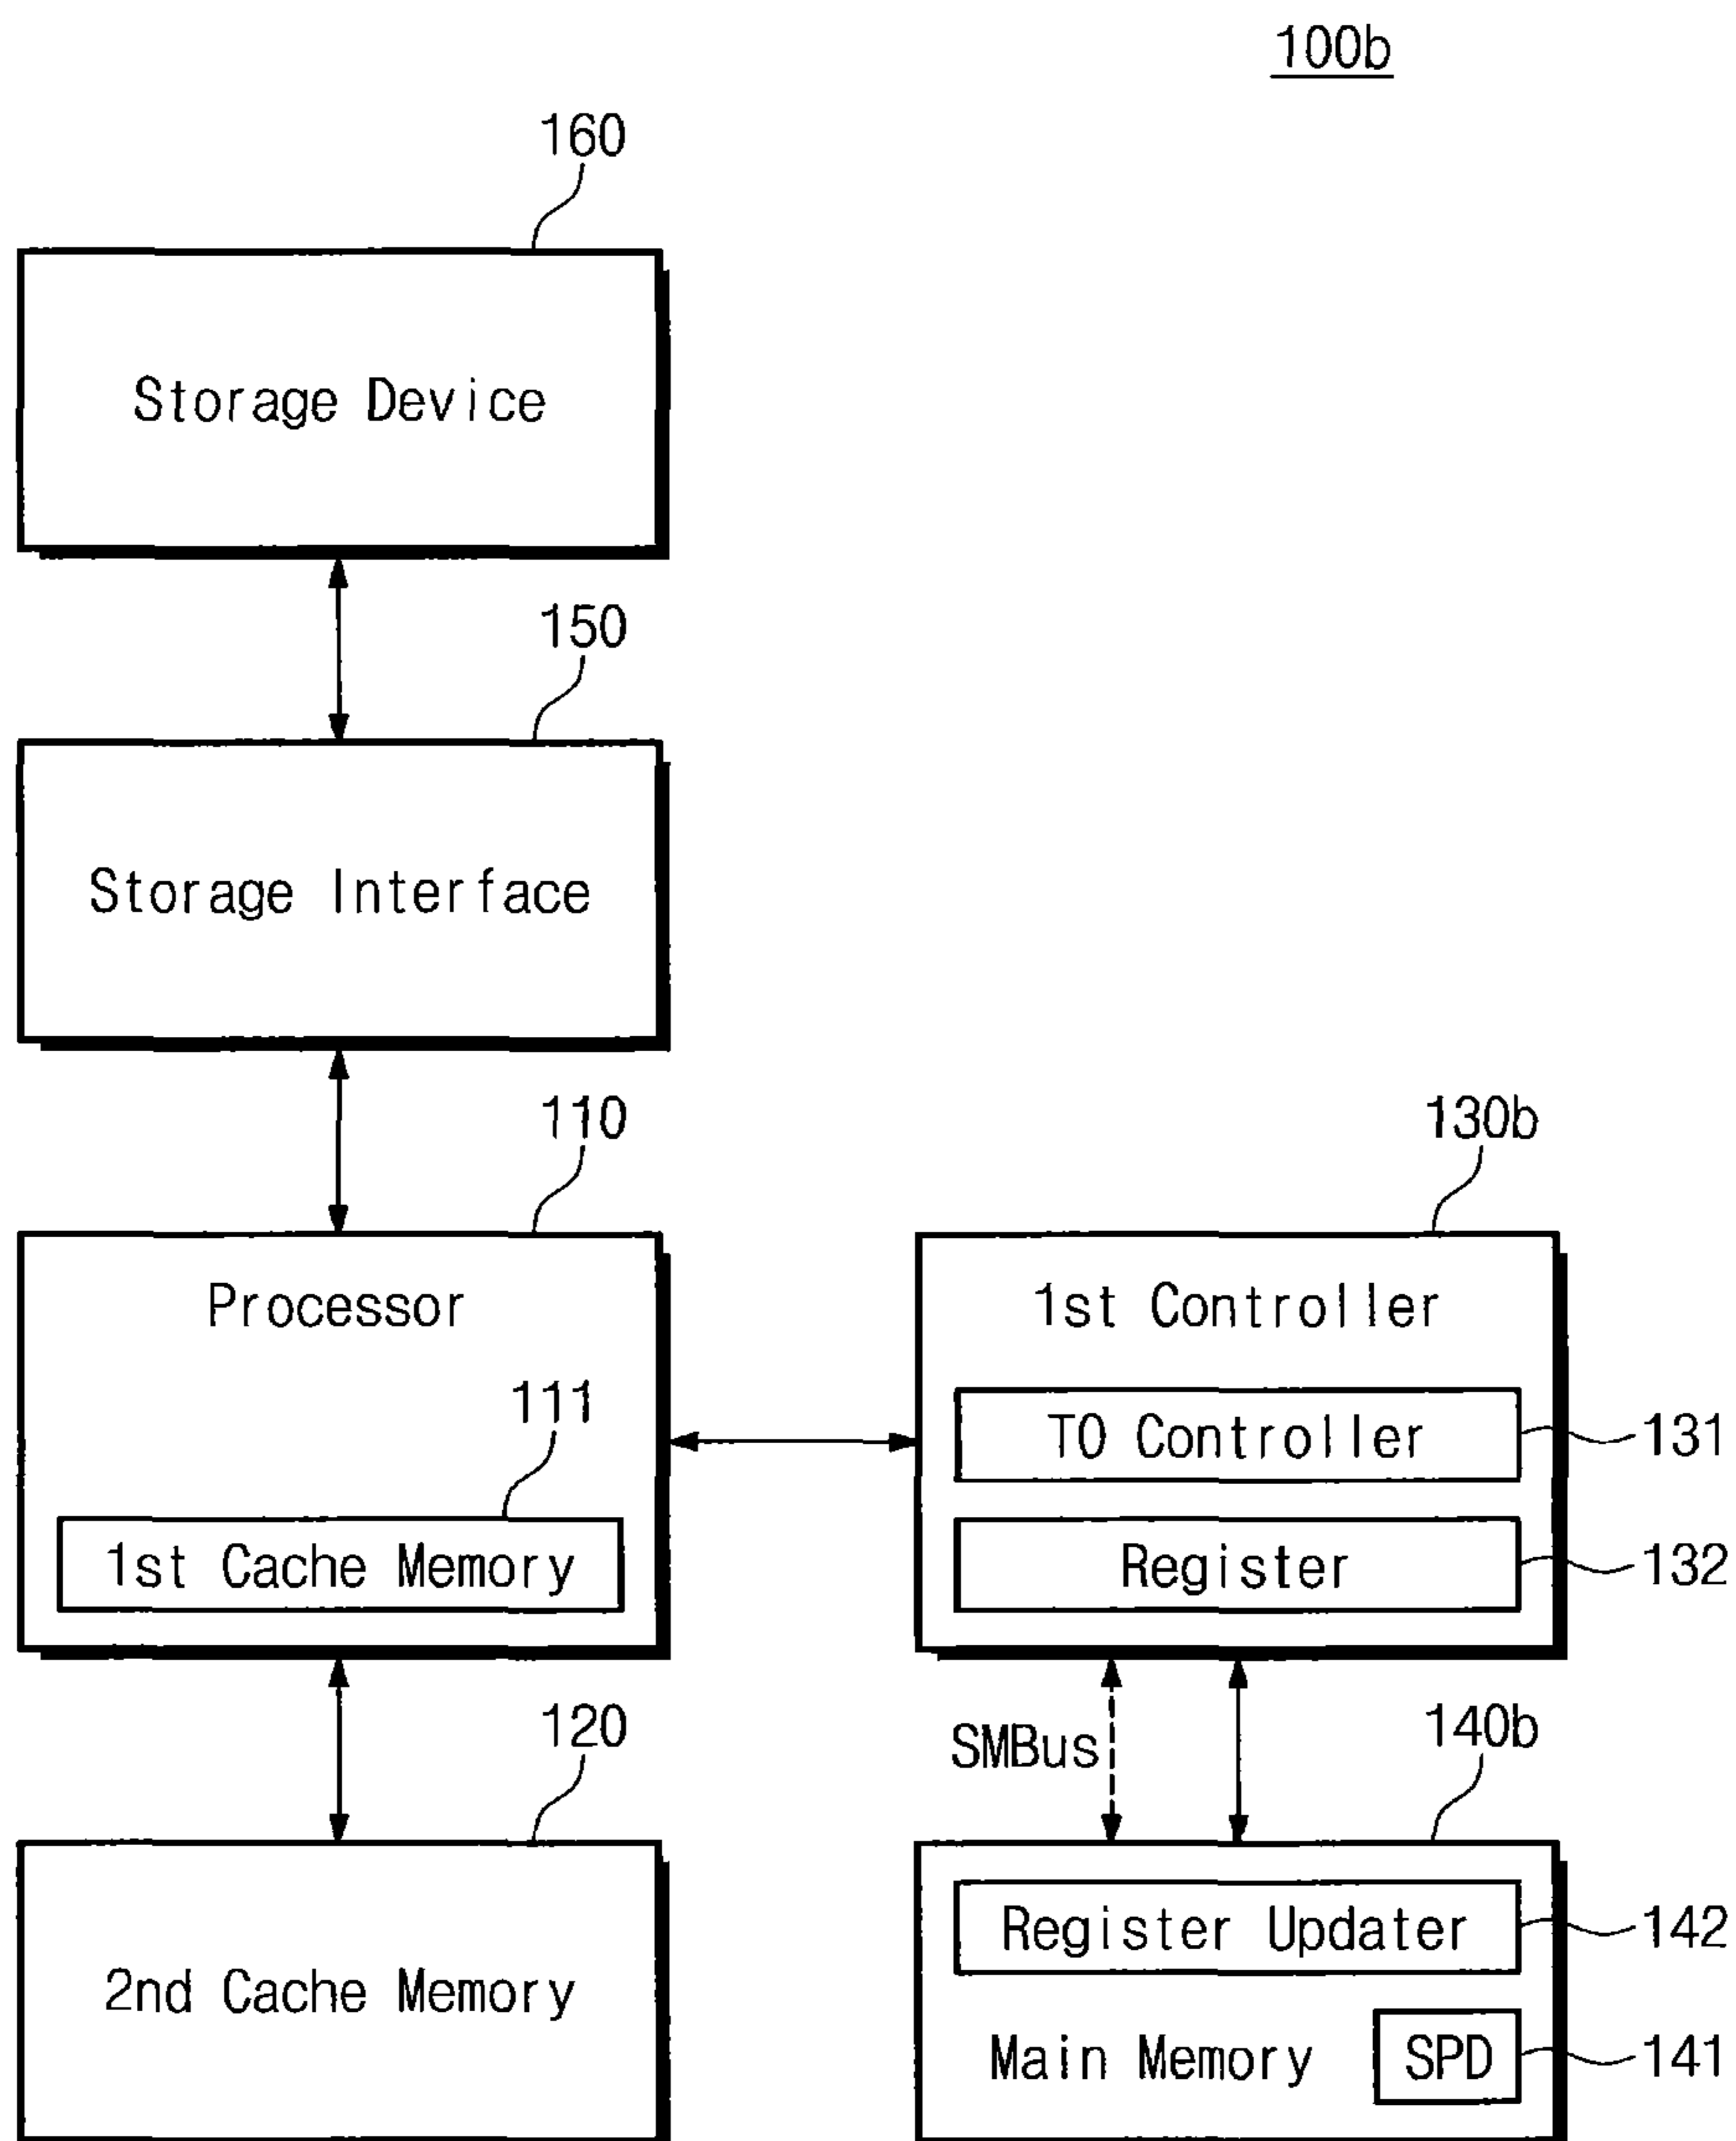 100b
160
Storage Device
150
Storage Interface
110
130b
Processor
1st Controller
111
TO Controller
131
1st Cache Memory
Register
132
120
SMBus
140b
Register Updater
142
2nd Cache Memory
Main Memory
SPD
141